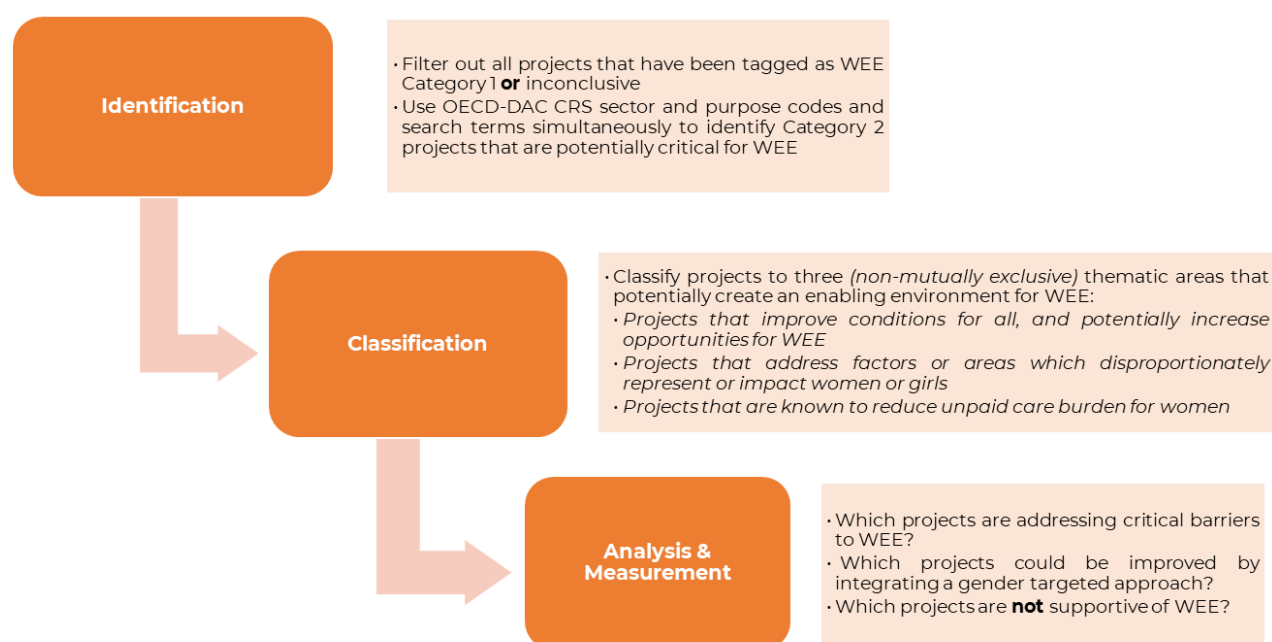 Identification
· Filter out all projects that have been tagged as WEE
Category 1 or inconclusive
· Use OECD-DAC CRS sector and purpose codes and
search terms simultaneously to identify Category 2
projects that are potentially critical for WEE
Classification
· Classify projects to three (non-mutually exclusive) thematic areas that
potentially create an enabling environment for WEE:
· Projects that improve conditions for all, and potentially increase
opportunities for WEE
· Projects that address factors or areas which disproportionately
represent or impact women or girls
· Projects that are known to reduce unpaid care burden for women
Analysis &
Measurement
· Which projects are addressing critical barriers
to WEE?
· Which projects could be improved by
integrating a gender targeted approach?
· Which projects are not supportive of WEE?